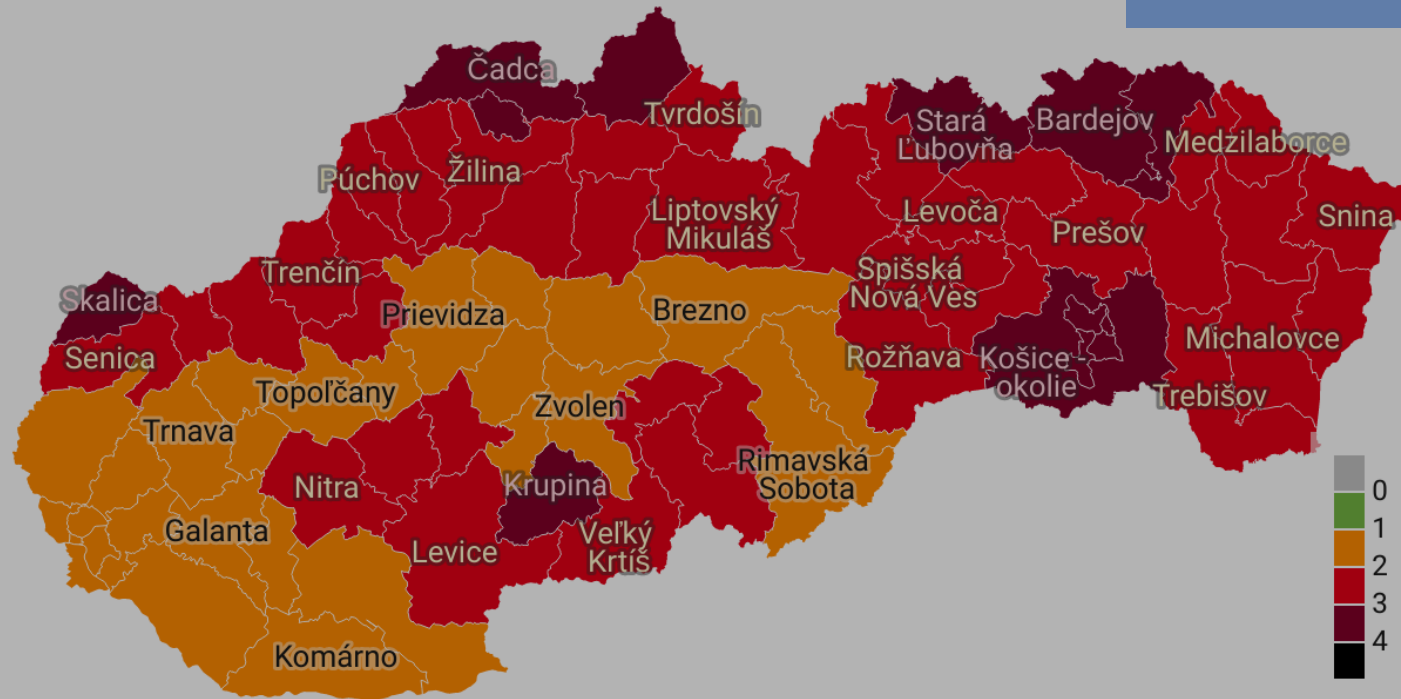 Čadca
Tvrdošín
Stará
Ľubovňa
Bardejov
Medzilaborce
Púchov
Žilina
Liptovský
Mikuláš
Levoča
Prešov
Snina
Trenčín
Spišská
Nová Ves
Skalica
Prievidza
Brezno
Senica
Rožňava
Košice -
okolie
Michalovce
Topoľčany
Zvolen
Trebišov
Trnava
Nitra
Krupina
Rimavská
Sobota
Galanta
Levice
Veľký
Krtíš
Komárno
0
1
2
3
4